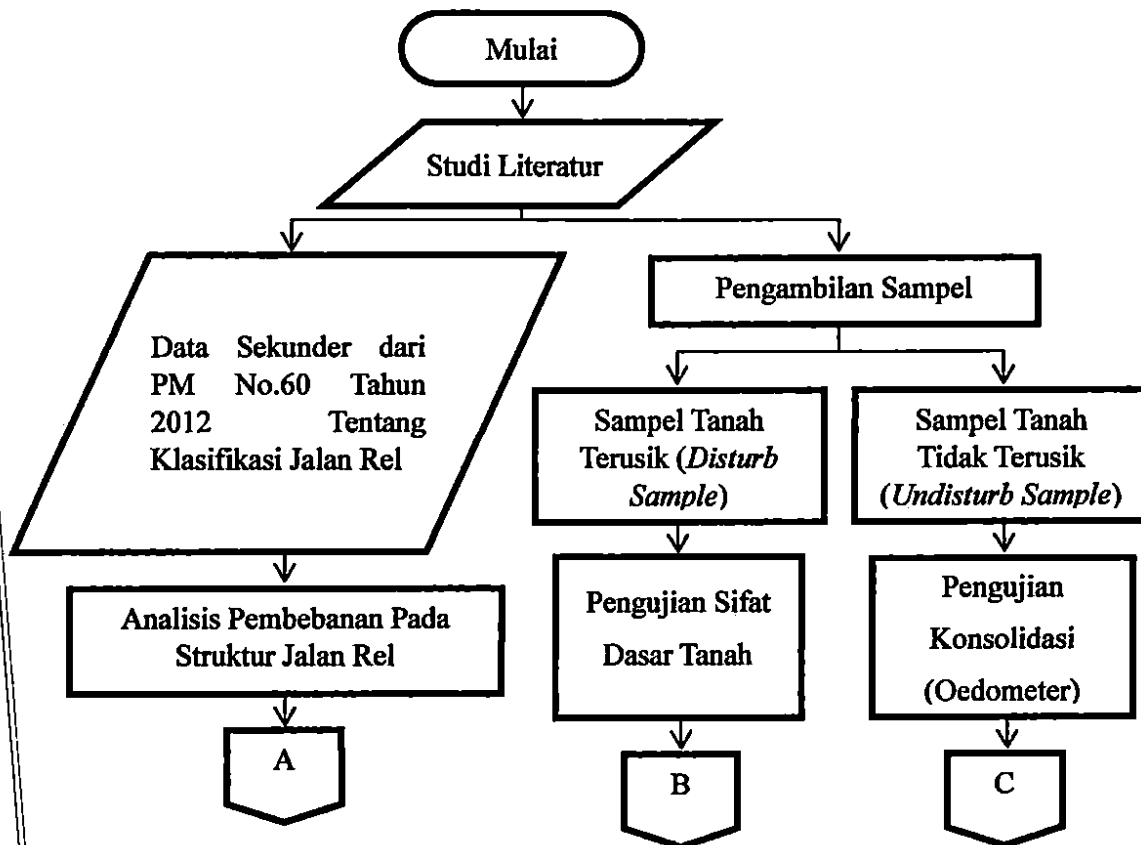 Mulai
Studi Literatur
Data Sekunder dari
PM No.60 Tahun
2012 Tentang
Klasifikasi Jalan Rel
Pengambilan Sampel
Sampel Tanah
Terusik (Disturb
Sample)
Sampel Tanah
Tidak Terusik
(Undisturb Sample)
Analisis Pembebanan Pada
Struktur Jalan Rel
Pengujian Sifat
Dasar Tanah
Pengujian
Konsolidasi
(Oedometer)
A
B
C